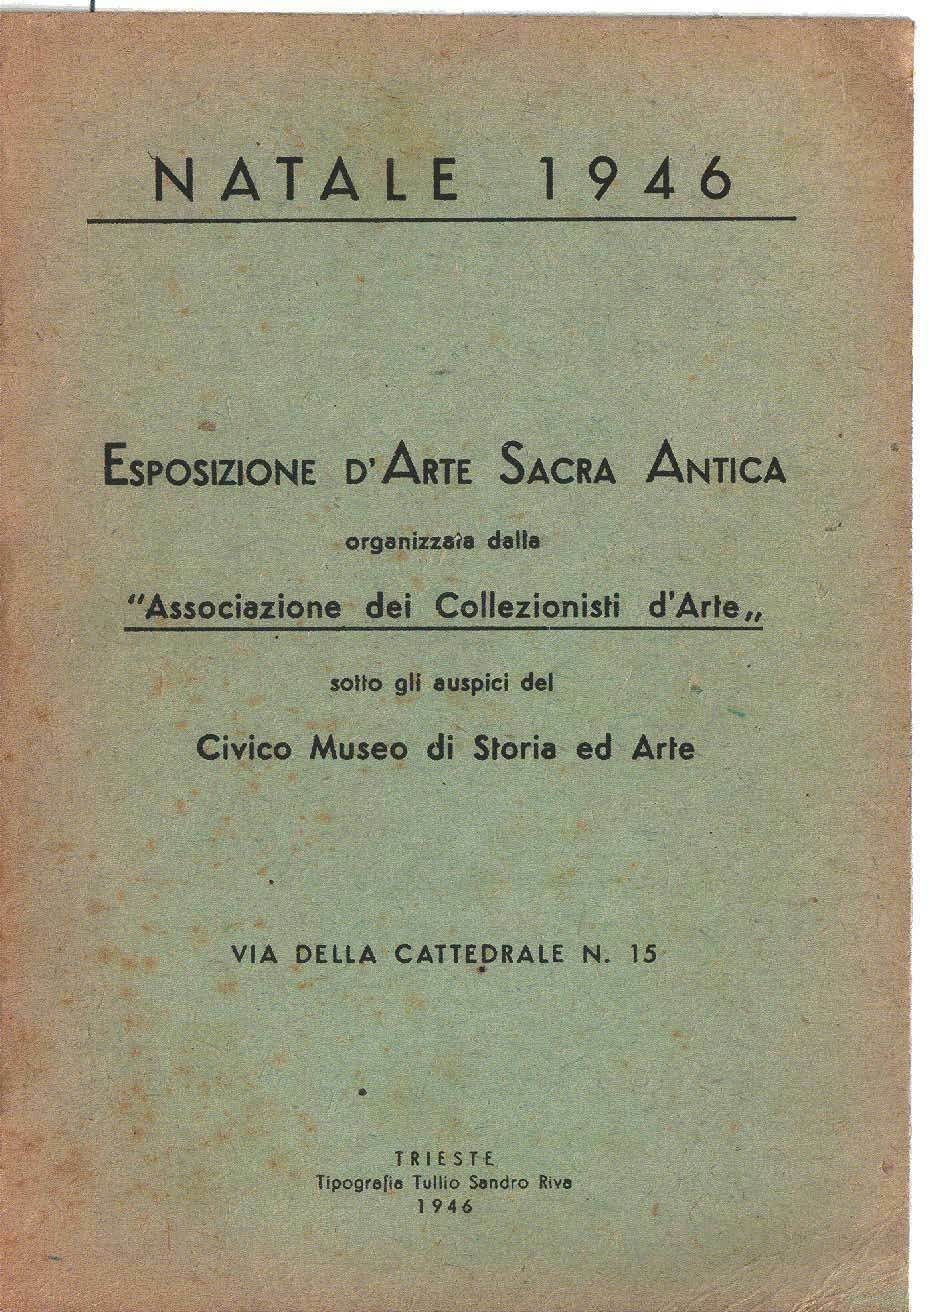 NATALE 1946
ESPOSIZIONE D'ARTE SACRA ANTICA
organizzata dalla
"Associazione dei Collezionisti d'Arte„
sotto gli auspici del
Civico Museo di Storia ed Arte
VIA DELLA CATTEDRALE N. 15
TRIESTE
Tipografia Tullio Sandro Riva
1946